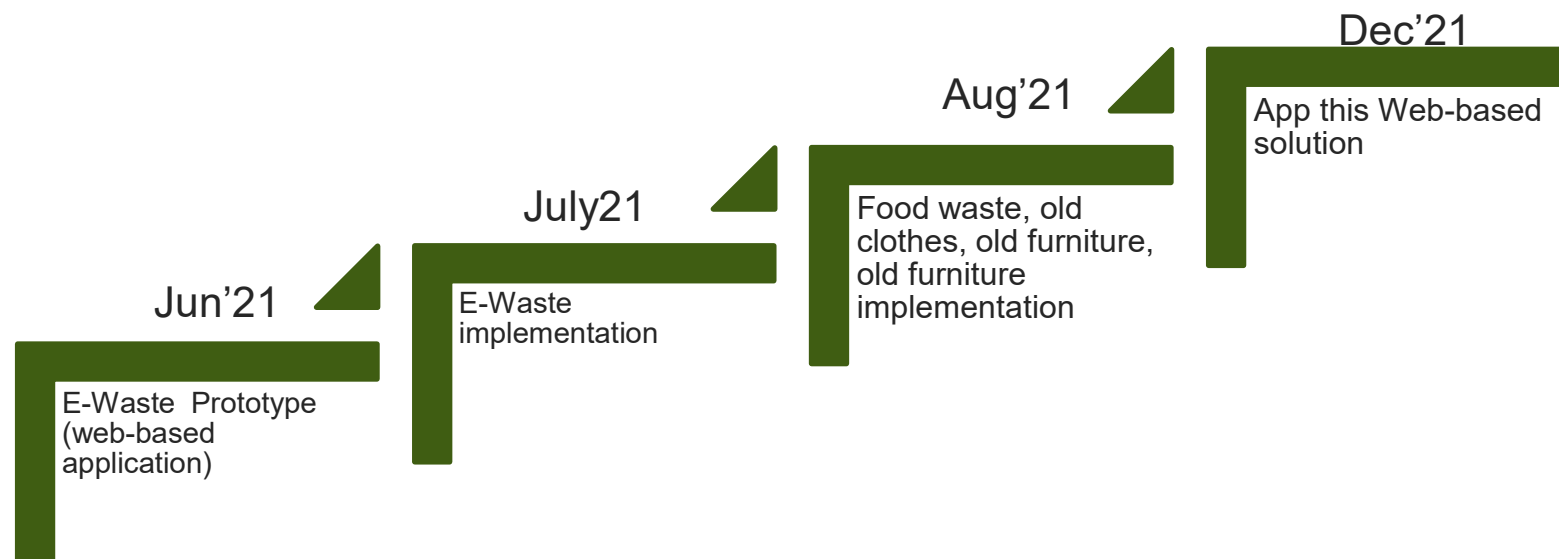 Jun’21
E-Waste  Prototype
(web-based
application)
July21
E-Waste
implementation
Aug’21
Food waste, old
clothes, old furniture,
old furniture
implementation
Dec’21
App this Web-based
solution